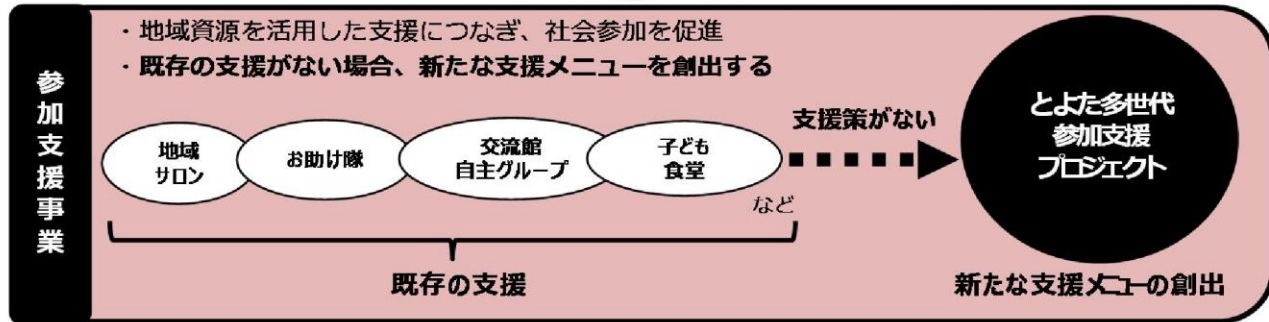 参加支援事業
・地域資源を活用した支援につなぎ、社会参加を促進
・既存の支援がない場合、新たな支援メニューを創出する
地域
サロン
お助け隊
交流館
自主グループ
子ども
食堂
など
既存の支援
支援策がない
とよた多世代
参加支援
プロジェクト
新たな支援メニューの創出